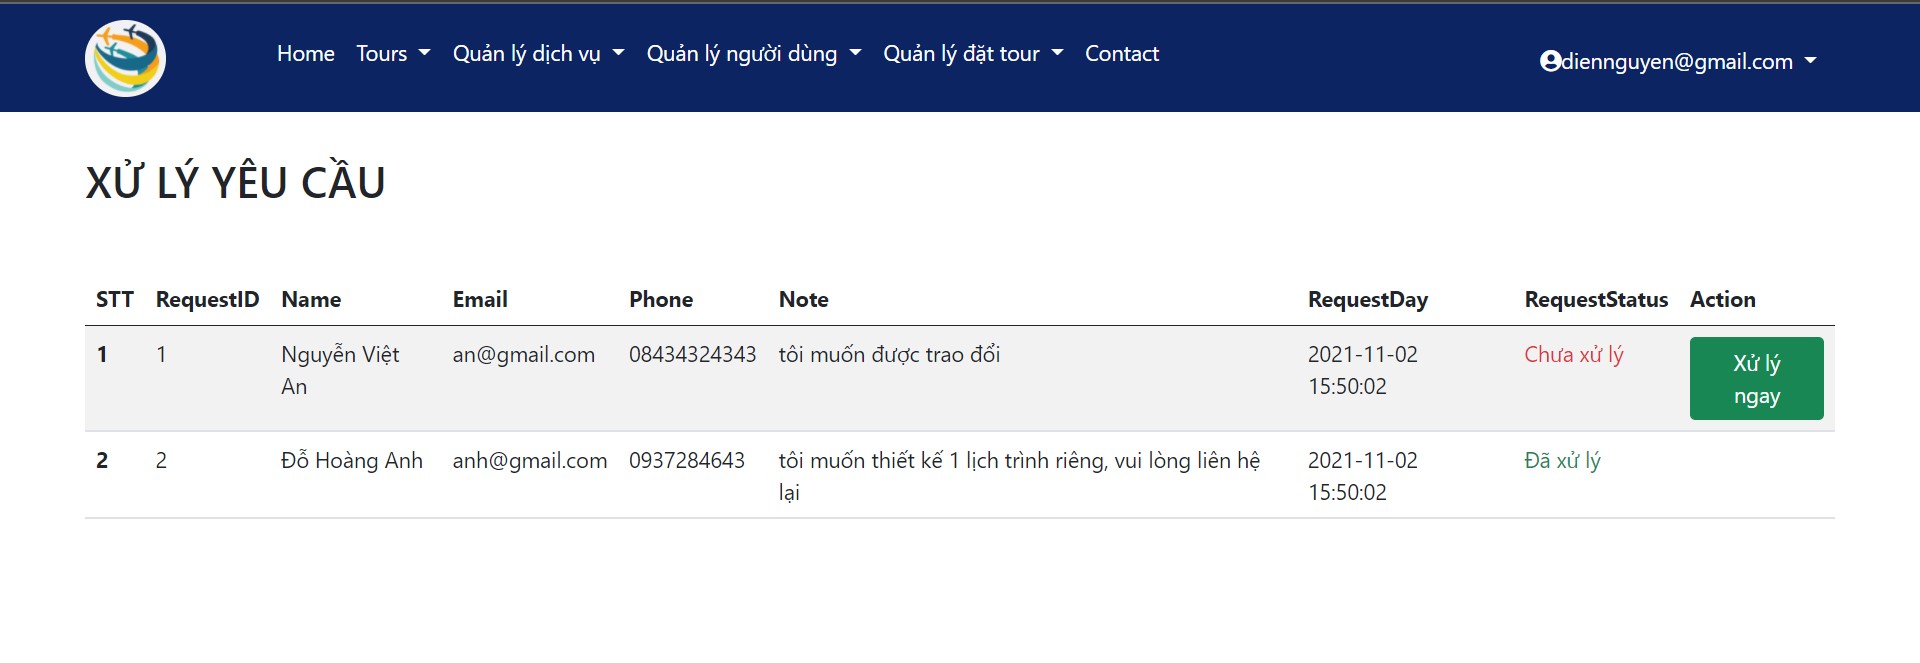 Home Tours Quản lý dịch vụ Quản lý người dùng Quản lý đặt tour Contact diennguyen@gmail.com
XỬ LÝ YÊU CẦU
STT RequestID Name Email Phone Note RequestDay RequestStatus Action
1 1 Nguyễn Việt An an@gmail.com 08434324343 tôi muốn được trao đổi 2021-11-02 15:50:02 Chưa xử lý Xử lý ngay
2 2 Đỗ Hoàng Anh anh@gmail.com 0937284643 tôi muốn thiết kế 1 lịch trình riêng, vui lòng liên hệ lại 2021-11-02 15:50:02 Đã xử lý